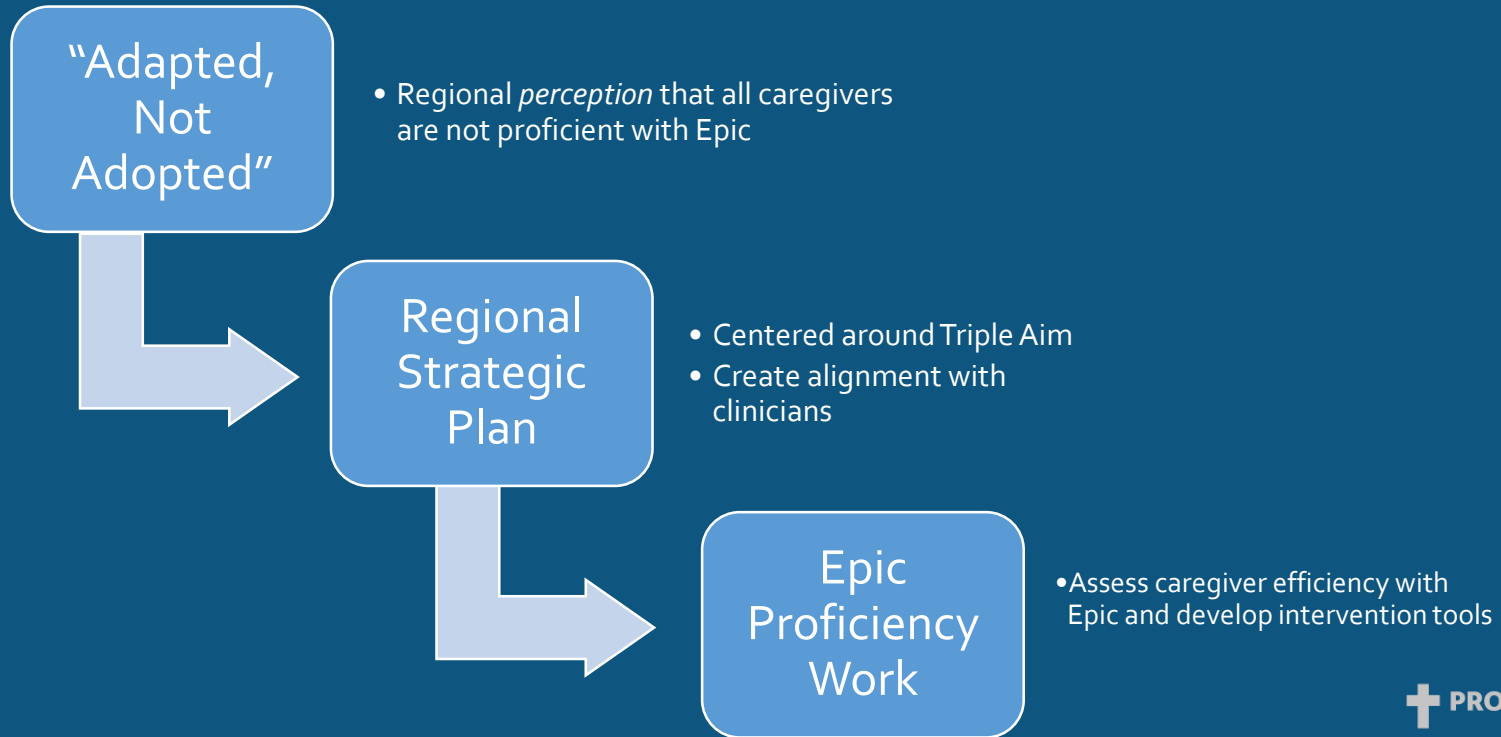 “Adapted,
Not
Adopted”
• Regional perception that all caregivers
are not proficient with Epic
Regional
Strategic
Plan
• Centered around Triple Aim
• Create alignment with
clinicians
Epic
Proficiency
Work
•Assess caregiver efficiency with
Epic and develop intervention tools
PRO